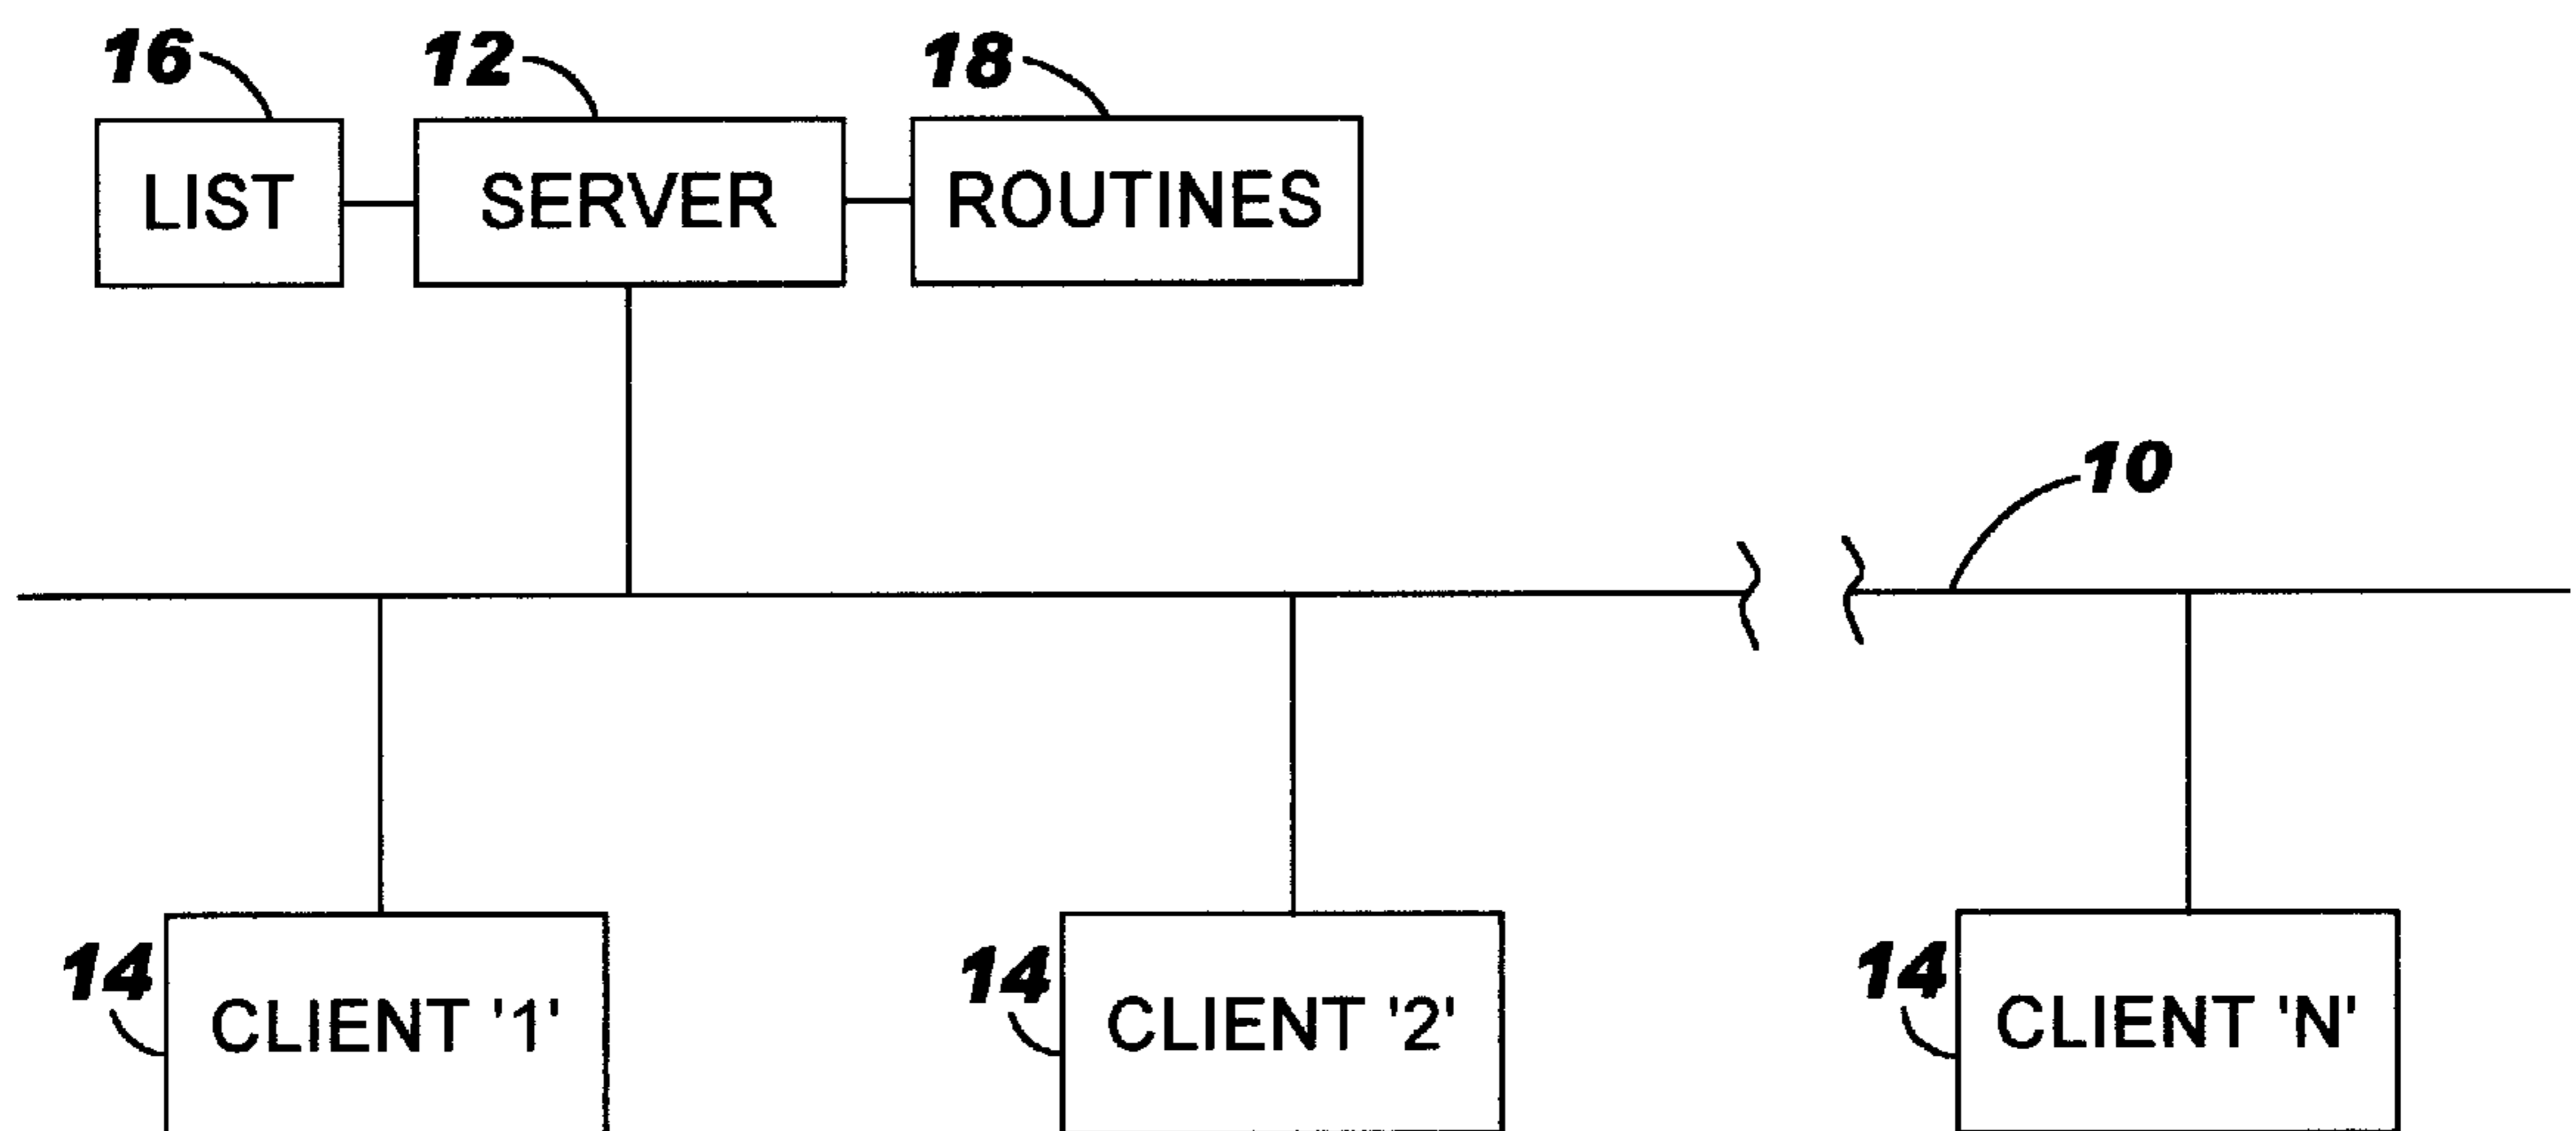 16 12 18
LIST SERVER ROUTINES
10
14 14 14
CLIENT '1' CLIENT '2' CLIENT 'N'